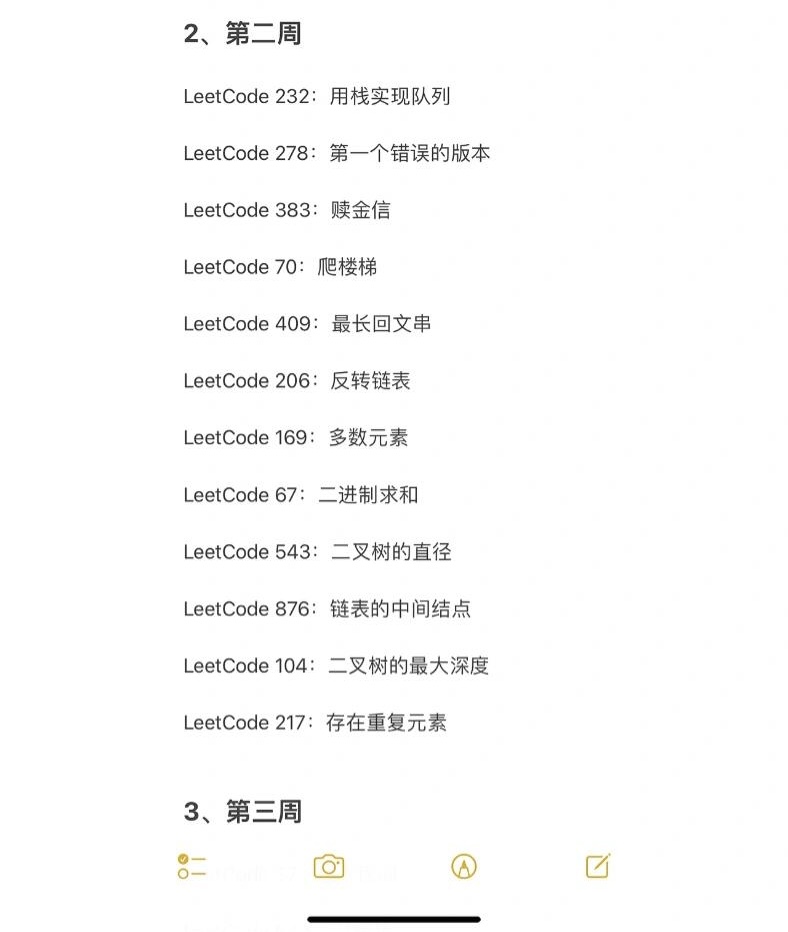 2、第二周
LeetCode 232：用栈实现队列
LeetCode 278：第一个错误的版本
LeetCode 383：赎金信
LeetCode 70：爬楼梯
LeetCode 409：最长回文串
LeetCode 206：反转链表
LeetCode 169：多数元素
LeetCode 67：二进制求和
LeetCode 543：二叉树的直径
LeetCode 876：链表的中间结点
LeetCode 104：二叉树的最大深度
LeetCode 217：存在重复元素
3、第三周